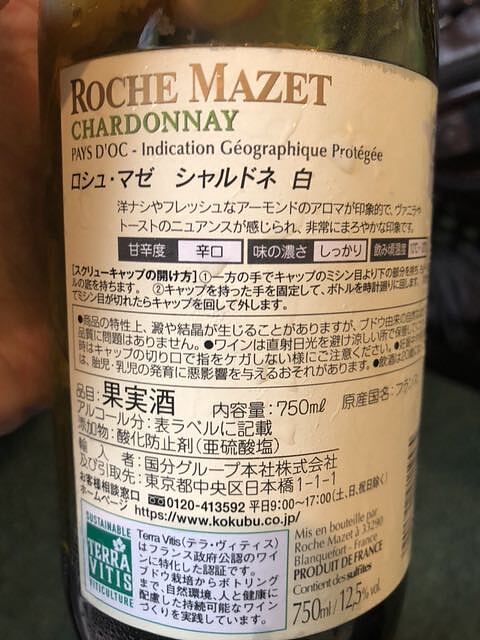 ROCHE MAZET
CHARDONNAY
PAYS D'OC - Indication Géographique Protégée
ロシュ・マゼ シャルドネ 白
洋ナシやフレッシュなアーモンドのアロマが印象的で、ヴァニラや
トーストのニュアンスが感じられ、非常にまろやかな印象です。
甘辛度 辛口 味の濃さ しっかり 飲み頃温度
[スクリューキャップの開け方] ①一方の手でキャップのミシン目より下の部分を持ち、
ルの底を持ちます。 ②キャップを持った手を固定して、ボトルを時計廻りに回します。
てミシン目が切れたらキャップを回して外します。
●商品の特性上、澱や結晶が生じることがありますが、ブドウ由来の自然
品質に問題はありません。●ワインは直射日光を避け涼しい所で保管して
時はキャップの切り口で指をケガしない様にご注意ください。
は、胎児・乳児の発育に悪影響を与えるおそれがあります。
品目:果実酒 内容量:750mℓ 原産国名:フランス
アルコール分:表ラベルに記載
添加物:酸化防止剤(亜硫酸塩)
輸入者:国分グループ本社株式会社
及び引取先:東京都中央区日本橋1-1-1
お客様相談窓口 0120-413592 平日9:00~17:00(土、日、祝日除く)
ホームページ https://www.kokubu.co.jp/
SUSTAINABLE
TERRA
VITIS
VITICULTURE
Terra Vitis(テラ・ヴィティス)
はフランス政府公認のワイ
ンに特化した認証です。
ブドウ栽培からボトリング
まで、自然環境、人と健康に
配慮した持続可能なワイン
づくりを実践しています。
Mis en bouteille par
Roche Mazet à 33290
Blanquefort - France
PRODUIT DE FRANCE
Contient des sulfites
750ml / 12,5% vol.